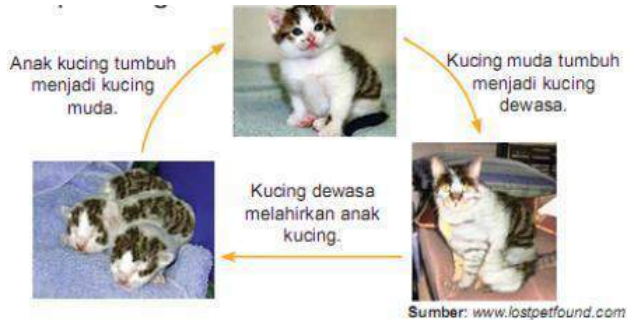 Anak kucing tumbuh
menjadi kucing
muda.
Kucing muda tumbuh
menjadi kucing
dewasa.
Kucing dewasa
melahirkan anak
kucing.
Sumber: www.lostpetfound.com